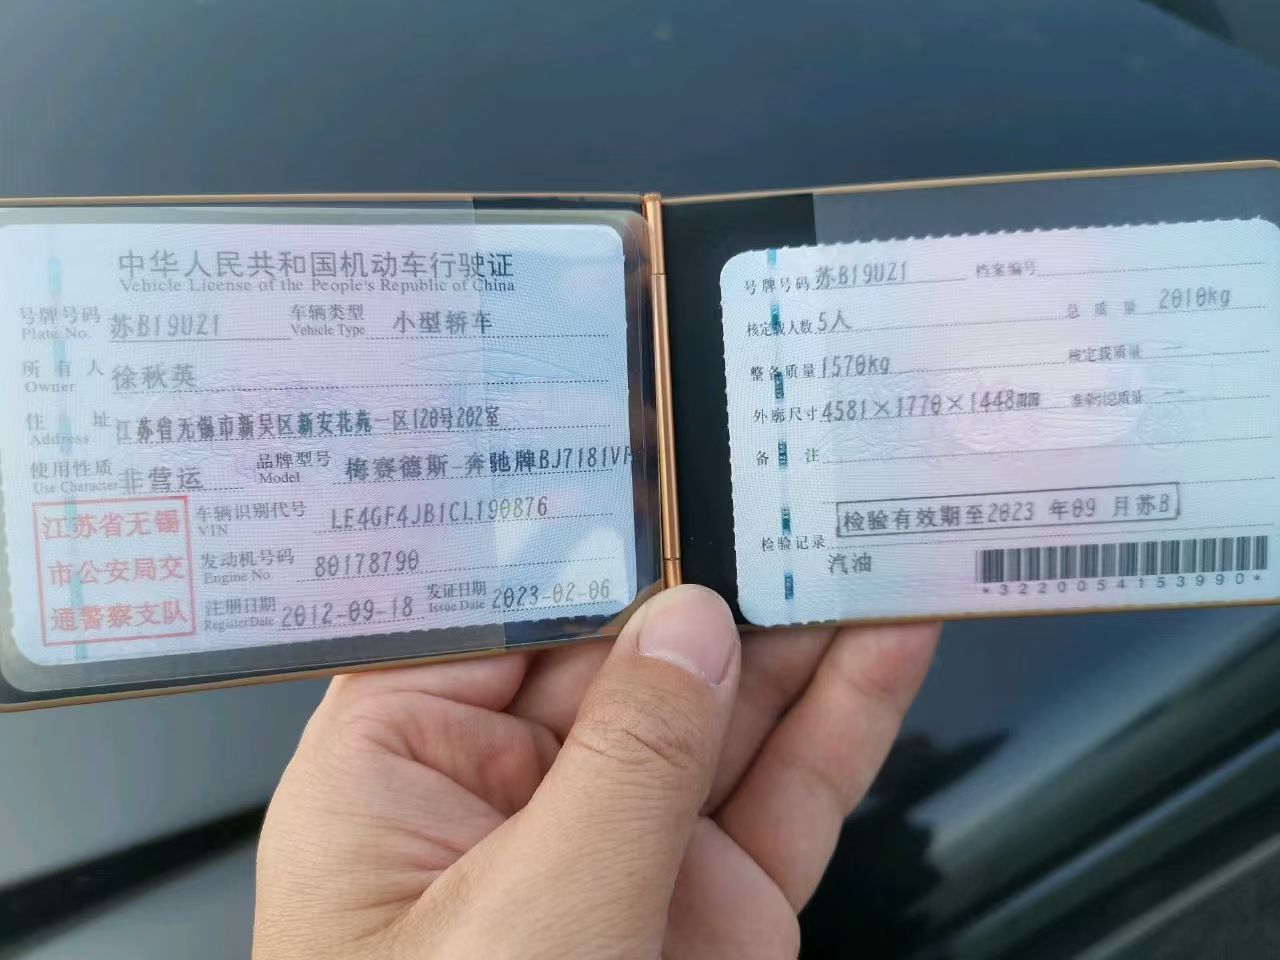 中华人民共和国机动车行驶证
Vehicle License of the People's Republic of China
号牌号码 苏B19UZ1 车辆类型 小型轿车
Plate No. Vehicle Type
所有人 徐秋英
Owner
住址 江苏省无锡市新吴区新安花苑一区120号202室
Address
使用性质 非营运 品牌型号 梅赛德斯-奔驰牌BJ7181VF
Use Character Model
江苏省无锡
市公安局交
通警察支队
车辆识别代号 LE4GF4JB1CL190876
VIN
发动机号码 80178790
Engine No.
注册日期 2012-09-18 发证日期 2023-02-06
Register Date Issue Date
号牌号码 苏B19UZ1 档案编号
核定载人数 5人 总质量 2010kg
整备质量 1570kg 核定载质量
外廓尺寸 4581×1770×1448mm 准牵引总质量 --
备注
检验有效期至2023年09月苏B
检验记录
汽油
*3220054153990*